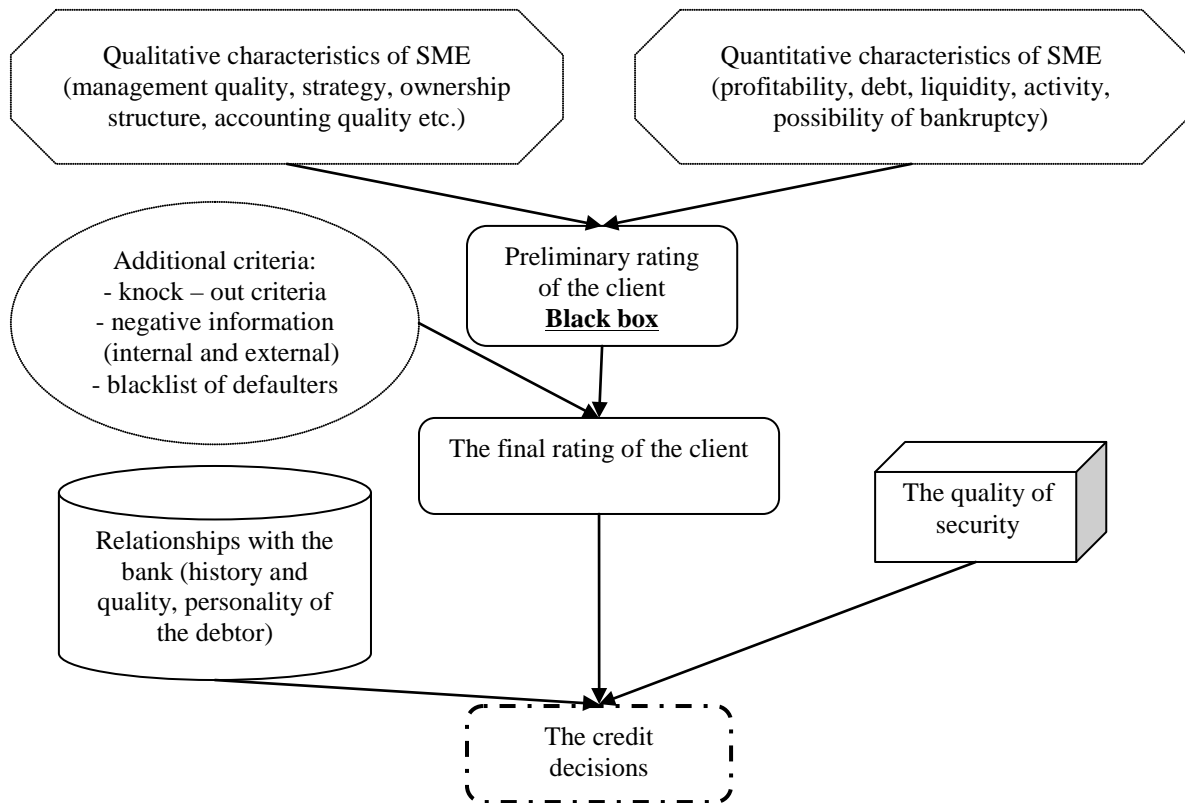 Qualitative characteristics of SME
(management quality, strategy, ownership
structure, accounting quality etc.)
Quantitative characteristics of SME
(profitability, debt, liquidity, activity,
possibility of bankruptcy)
Additional criteria:
- knock – out criteria
- negative information
(internal and external)
- blacklist of defaulters
Preliminary rating
of the client
Black box
The final rating of the client
Relationships with the
bank (history and
quality, personality of
the debtor)
The quality of
security
The credit
decisions